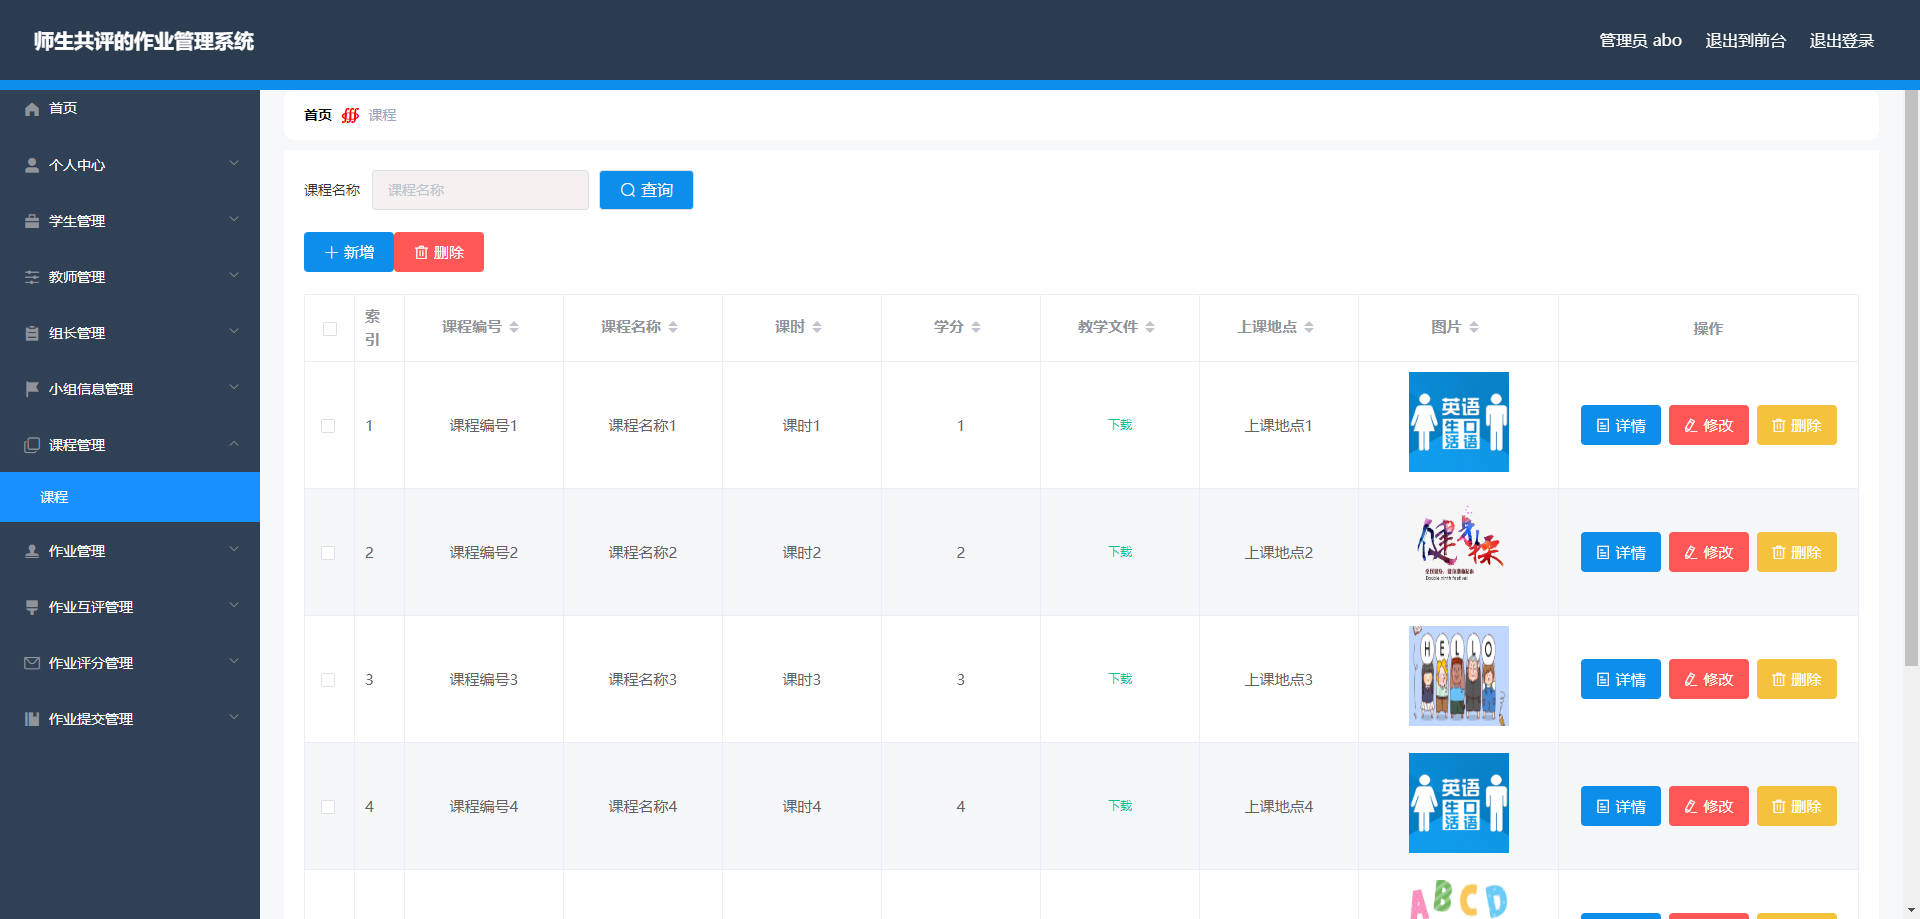 师生共评的作业管理系统
管理员 abo 退出到前台 退出登录
首页
个人中心
学生管理
教师管理
组长管理
小组信息管理
课程管理
课程
作业管理
作业互评管理
作业评分管理
作业提交管理
首页 课程
课程名称 课程名称 查询
新增 删除
索引 课程编号 课程名称 课时 学分 教学文件 上课地点 图片 操作
1 课程编号1 课程名称1 课时1 1 下载 上课地点1 详情 修改 删除
英语
生口
活语
2 课程编号2 课程名称2 课时2 2 下载 上课地点2 详情 修改 删除
健身操
3 课程编号3 课程名称3 课时3 3 下载 上课地点3 详情 修改 删除
HELLO
4 课程编号4 课程名称4 课时4 4 下载 上课地点4 详情 修改 删除
英语
生口
活语
ABCD